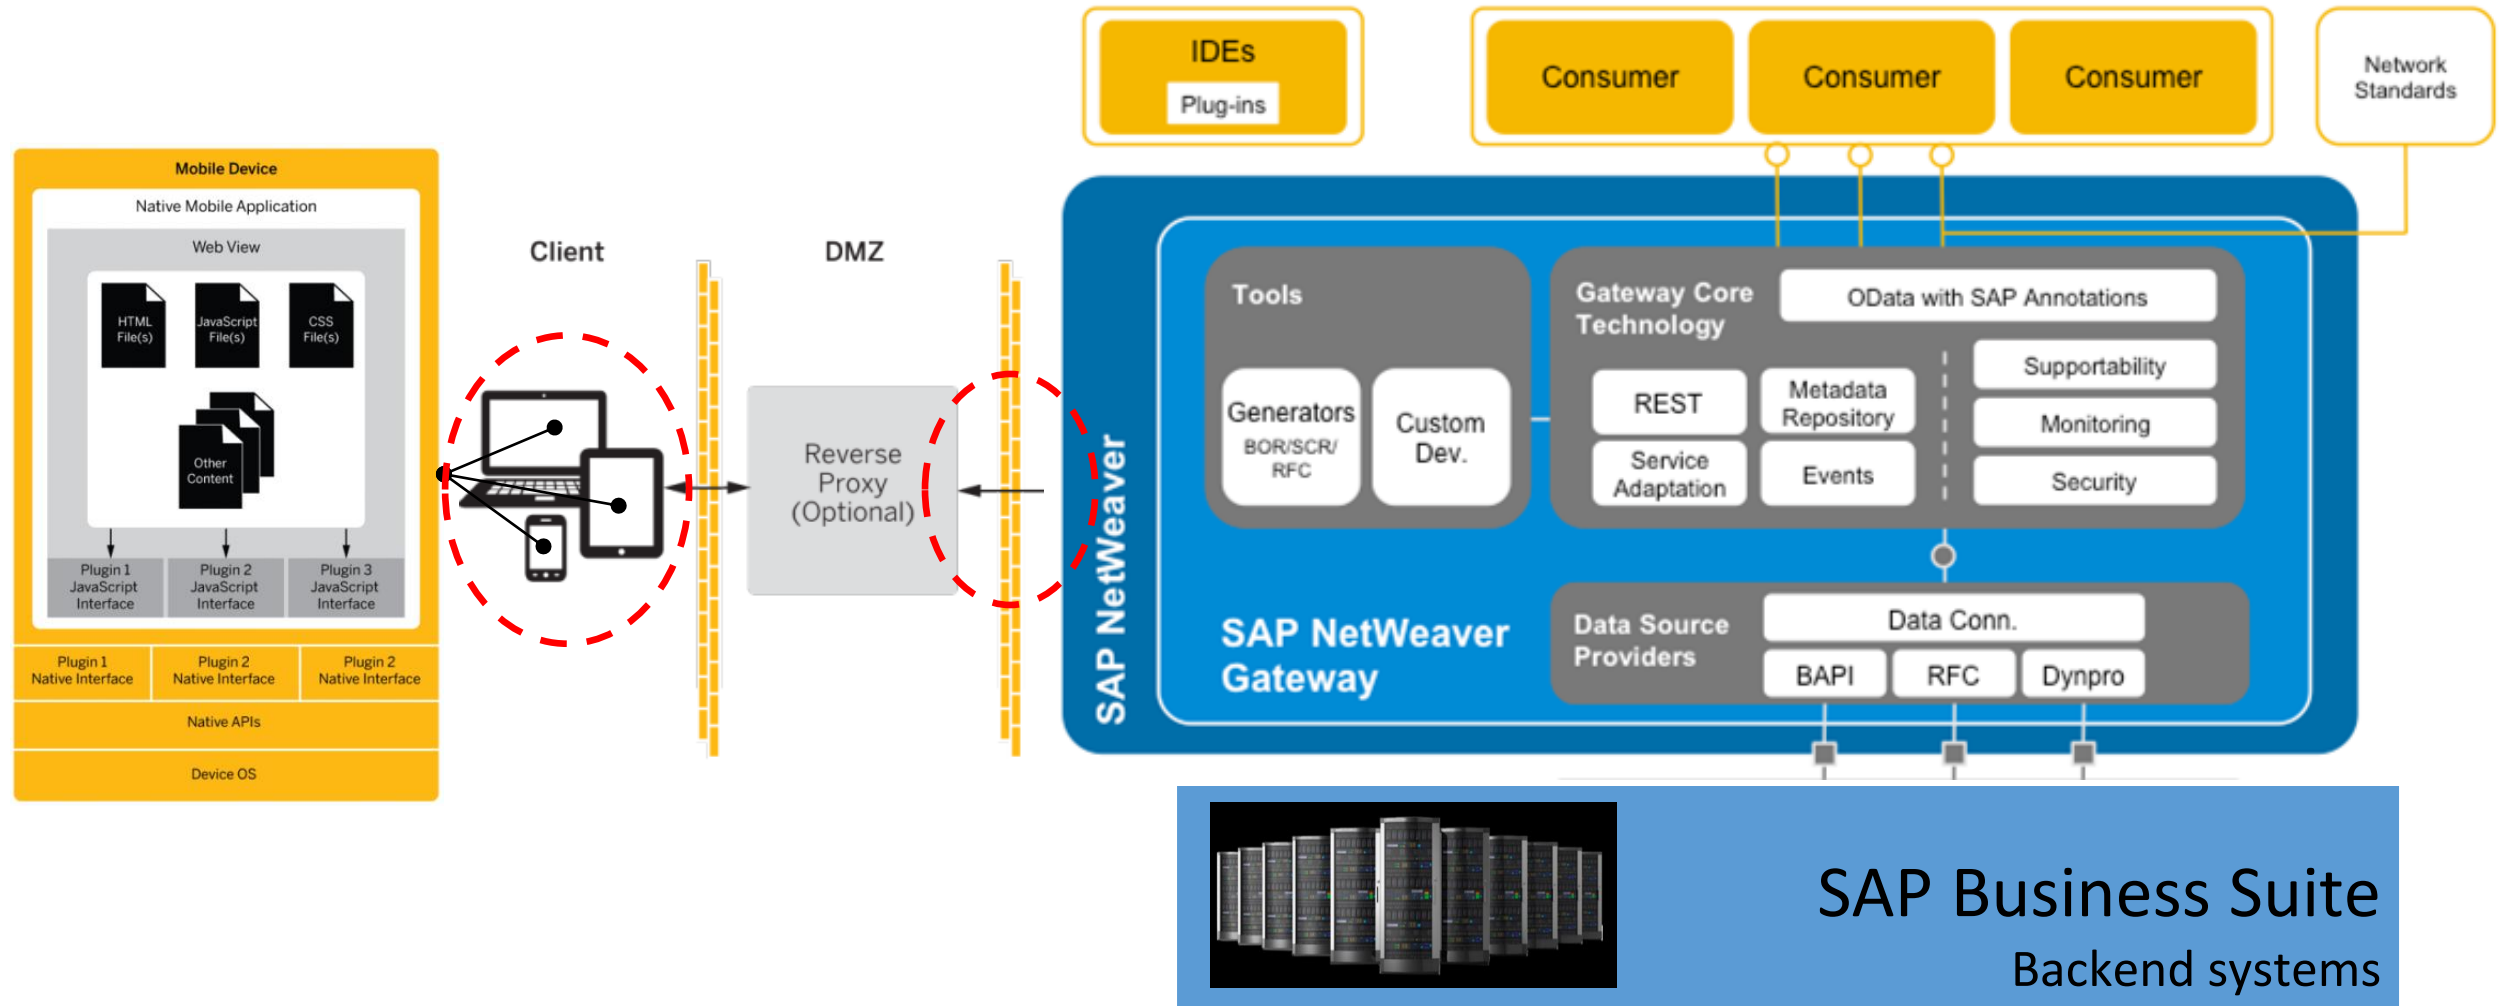 Mobile Device
Native Mobile Application
Web View
HTML
File(s)
JavaScript
File(s)
CSS
File(s)
Other
Content
Plugin 1
JavaScript
Interface
Plugin 2
JavaScript
Interface
Plugin 3
JavaScript
Interface
Plugin 1
Native Interface
Plugin 2
Native Interface
Plugin 2
Native Interface
Native APIs
Device OS
Client
DMZ
Reverse
Proxy
(Optional)
IDEs
Plug-ins
Consumer
Consumer
Consumer
Network
Standards
SAP NetWeaver
Tools
Generators
BOR/SCR/
RFC
Custom
Dev.
Gateway Core
Technology
OData with SAP Annotations
REST
Metadata
Repository
Service
Adaptation
Events
Supportability
Monitoring
Security
SAP NetWeaver
Gateway
Data Source
Providers
Data Conn.
BAPI
RFC
Dynpro
SAP Business Suite
Backend systems